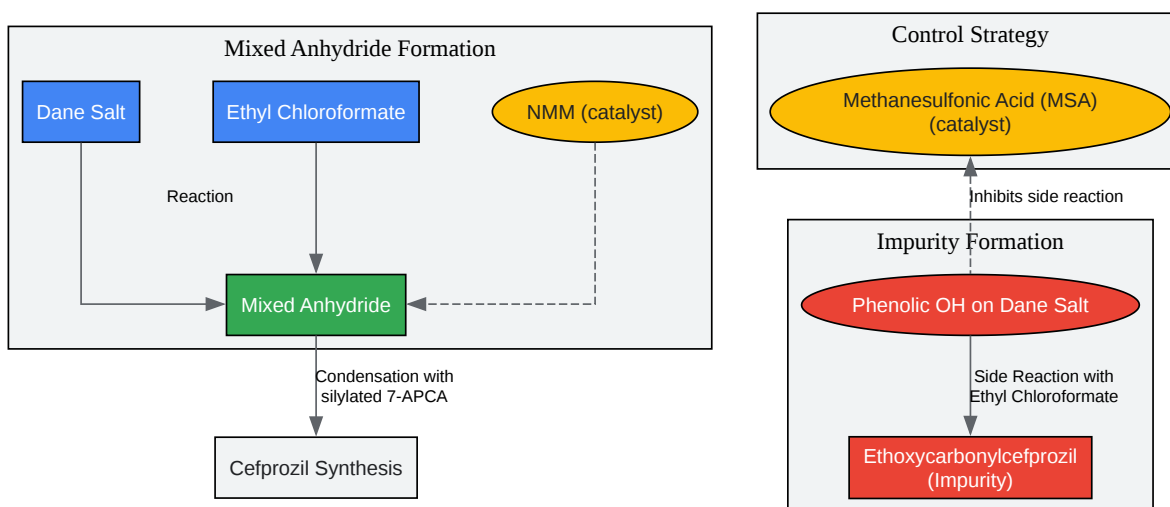 Mixed Anhydride Formation
Dane Salt
Ethyl Chloroformate
NMM (catalyst)
Reaction
Mixed Anhydride
Condensation with
silylated 7-APCA
Cefprozil Synthesis
Control Strategy
Methanesulfonic Acid (MSA)
(catalyst)
Inhibits side reaction
Impurity Formation
Phenolic OH on Dane Salt
Side Reaction with
Ethyl Chloroformate
Ethoxycarbonylcefprozil
(Impurity)